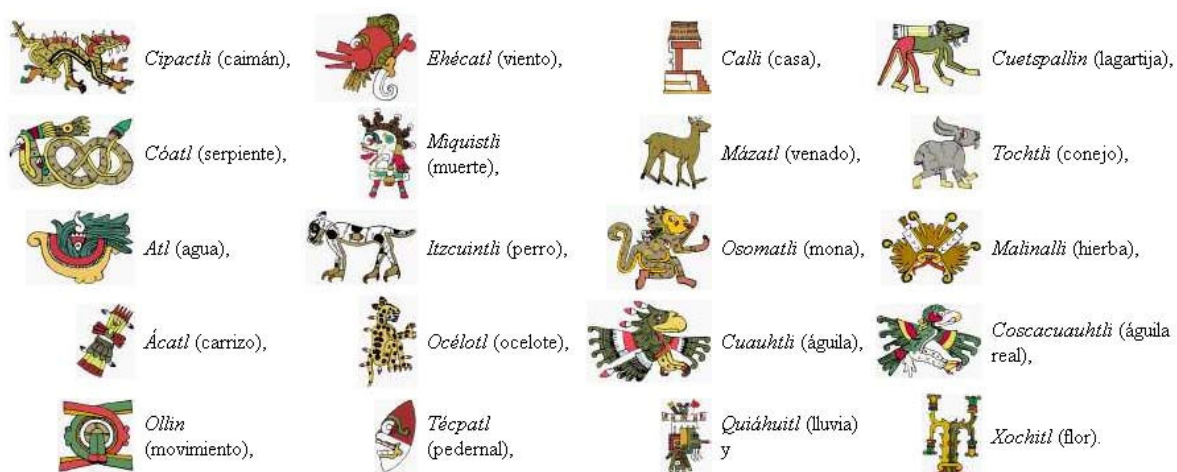 Cipactli (caimán),
Ehécatl (viento),
Calli (casa),
Cuetspallin (lagartija),
Cóatl (serpiente),
Miquistli
(muerte),
Mázatl (venado),
Tochtli (conejo),
Atl (agua),
Itzcuintli (perro),
Osomatli (mona),
Malinalli (hierba),
Ácatl (carrizo),
Océlotl (ocelote),
Cuauhtli (águila),
Coscacuauhtli (águila
real),
Ollin
(movimiento),
Técpatl
(pedernal),
Quiáhuitl (lluvia)
y
Xochitl (flor).